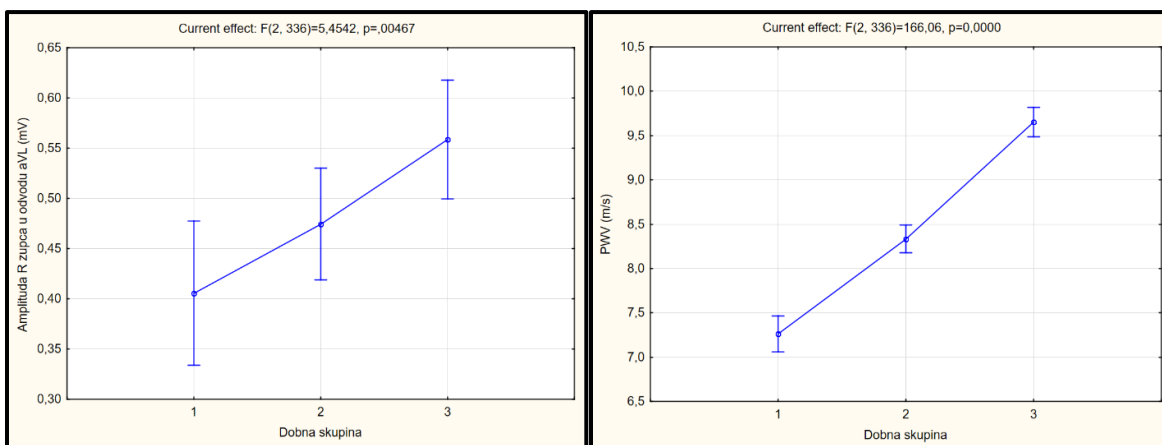 Current effect: F(2, 336)=5,4542, p=,00467
Amplituda R zupca u odvodu aVL (mV)
0,65
0,60
0,55
0,50
0,45
0,40
0,35
0,30
1 2 3
Dobna skupina
Current effect: F(2, 336)=166,06, p=0,0000
PWV (m/s)
10,5
10,0
9,5
9,0
8,5
8,0
7,5
7,0
6,5
1 2 3
Dobna skupina